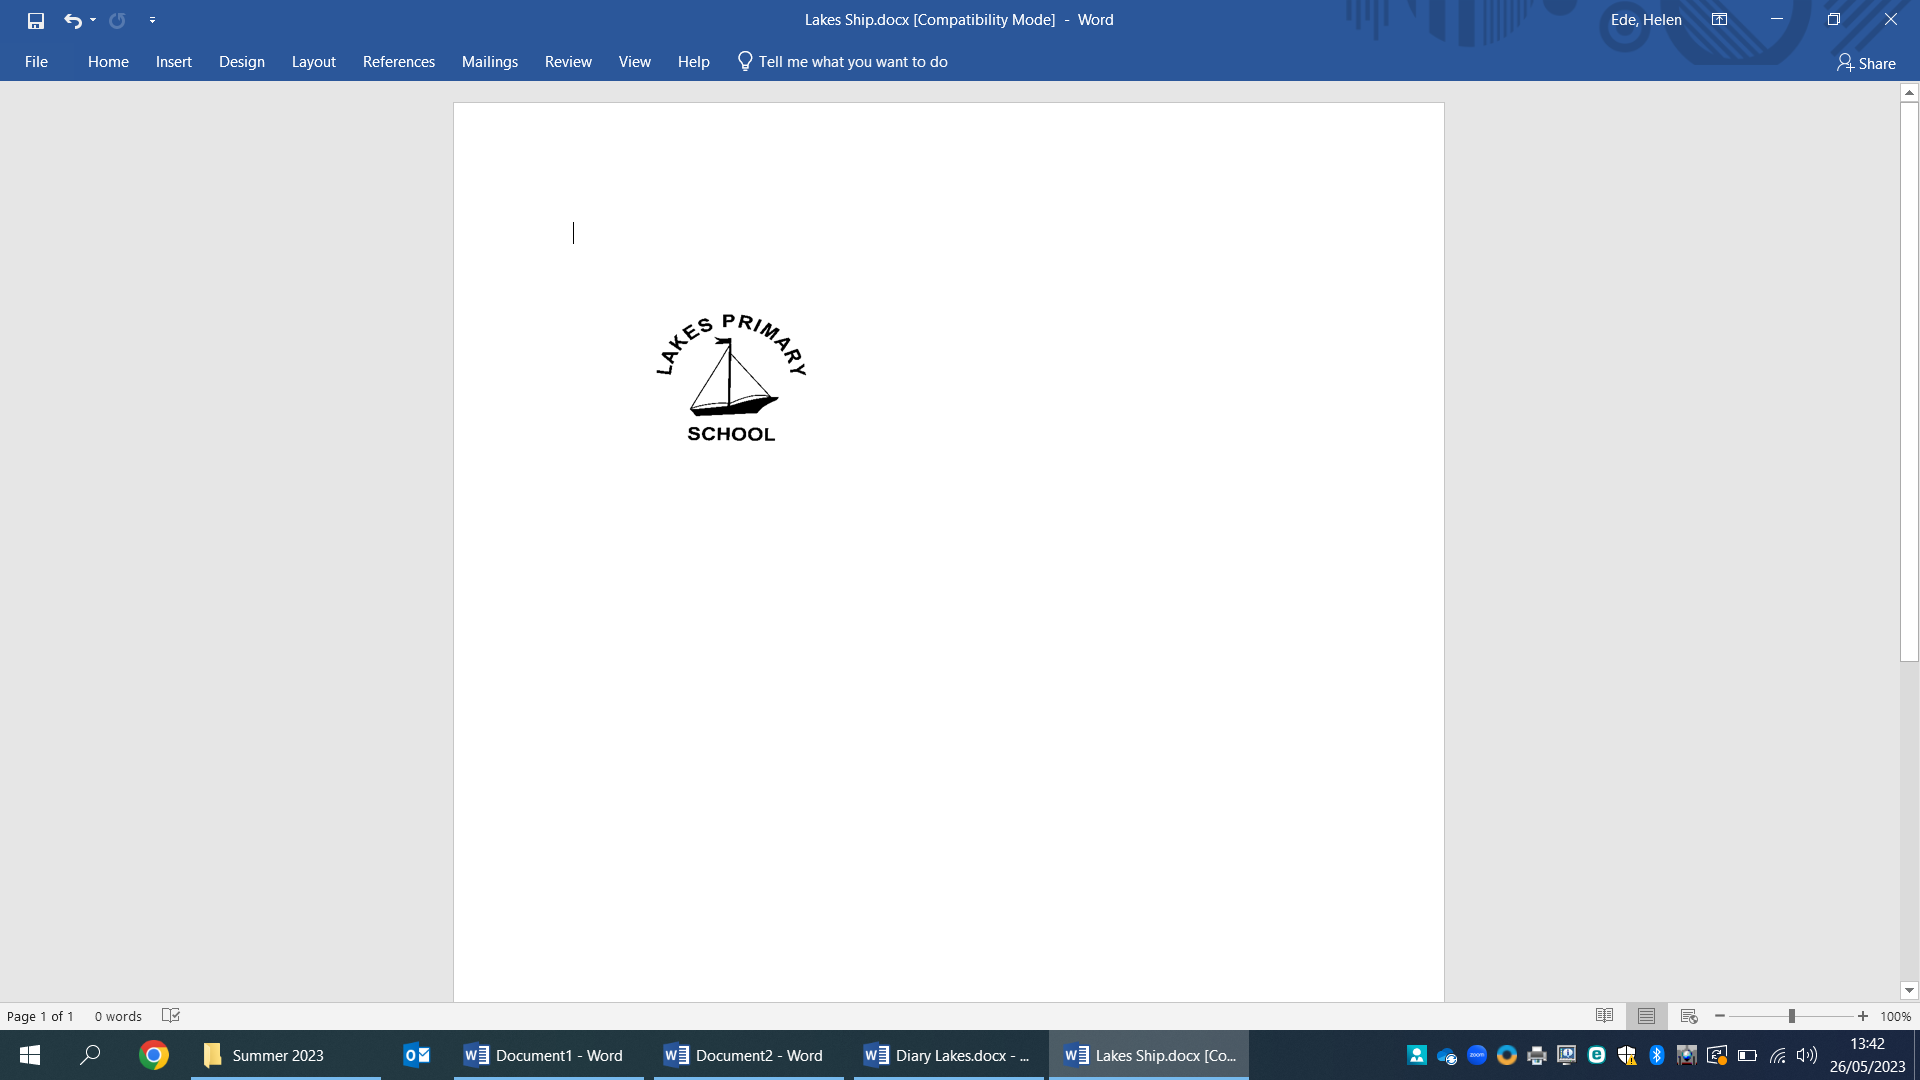 Lakes Ship.docx [Compatibility Mode] - Word
Ede, Helen
File Home Insert Design Layout References Mailings Review View Help Tell me what you want to do
Share
LAKES PRIMARY
SCHOOL
Page 1 of 1 0 words
100%
Summer 2023
Document1 - Word
Document2 - Word
Diary Lakes.docx - ...
Lakes Ship.docx [Co...
13:42
26/05/2023